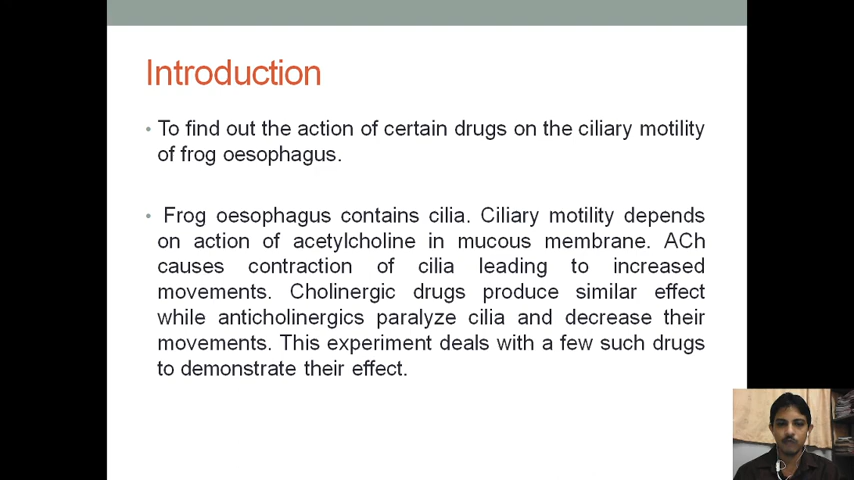 Introduction
• To find out the action of certain drugs on the ciliary motility
of frog oesophagus.
• Frog oesophagus contains cilia. Ciliary motility depends
on action of acetylcholine in mucous membrane. ACh
causes contraction of cilia leading to increased
movements. Cholinergic drugs produce similar effect
while anticholinergics paralyze cilia and decrease their
movements. This experiment deals with a few such drugs
to demonstrate their effect.